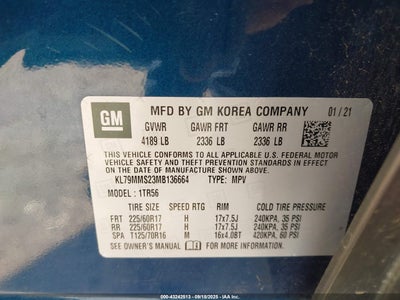 GM
MFD BY GM KOREA COMPANY 01 / 21
GVWR GAWR FRT GAWR RR
4189 LB 2336 LB 2336 LB
THIS VEHICLE CONFORMS TO ALL APPLICABLE U.S. FEDERAL MOTOR
VEHICLE SAFETY, BUMPER, AND THEFT PREVENTION STANDARDS IN
EFFECT ON THE DATE OF MANUFACTURE SHOWN ABOVE.
KL79MMS23MB136664 TYPE: MPV
MODEL: 1TR56
TIRE SIZE SPEED RTG RIM COLD TIRE PRESSURE
FRT 225/60R17 H 17x7.5J 240KPA, 35 PSI
RR 225/60R17 H 17x7.5J 240KPA, 35 PSI
SPA T125/70R16 M 16x4.0BT 420KPA, 60 PSI
SEE OWNER'S MANUAL FOR MORE INFORMATION.
000-43242513 - 09/18/2025 - IAA Chicago-North